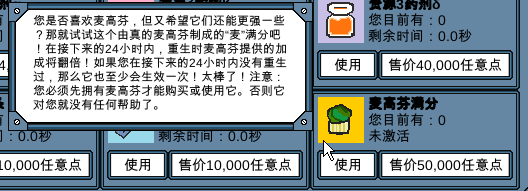 您是否喜欢麦高芬，但又希望它们还能更强一些
？那就试试这个由真的麦高芬制成的“麦”满分吧
！在接下来的24小时内，重生时麦高芬提供的加
成将翻倍！如果您在接下来的24小时内没有重生
过，那么它也至少会生效一次！太棒了！注意：
您必须先拥有麦高芬才能购买或使用它。否则它
对您就没有任何帮助了。
您目前有：0
剩余时间：0.0秒
使用
售价40,000任意点
剩余时间：0.0秒
10,000任意点
使用
售价10,000任意点
麦高芬满分
您目前有：0
未激活
使用
售价50,000任意点